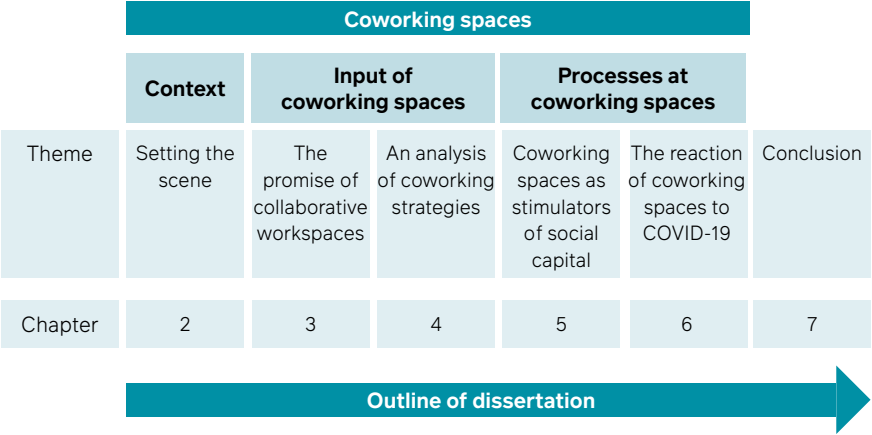 Coworking spaces
Context
Input of
coworking spaces
Processes at
coworking spaces
Theme
Setting the
scene
The
promise of
collaborative
workspaces
An analysis
of coworking
strategies
Coworking
spaces as
stimulators
of social
capital
The reaction
of coworking
spaces to
COVID-19
Conclusion
Chapter
2
3
4
5
6
7
Outline of dissertation